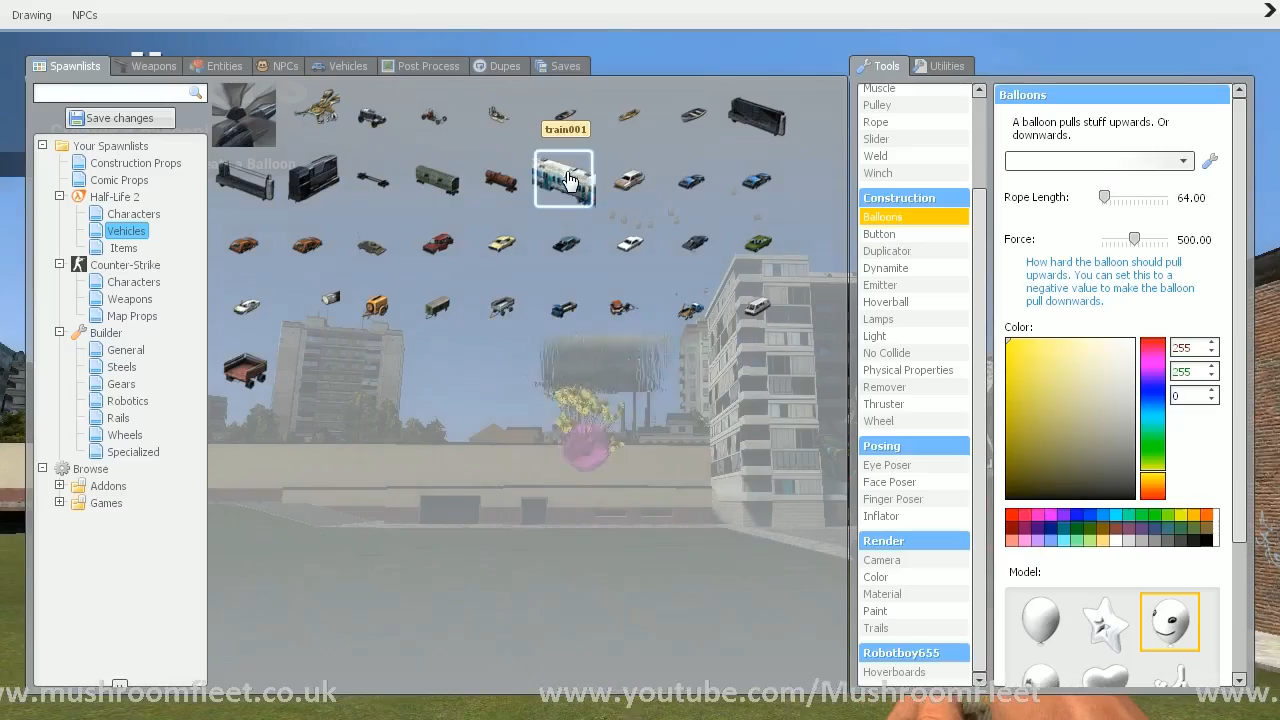 Drawing NPCs
Spawnlists Weapons Entities NPCs Vehicles Post Process Dupes Saves
Tools Utilities
Save changes
Your Spawnlists
Construction Props
Comic Props
Half-Life 2
Characters
Vehicles
Items
Counter-Strike
Characters
Weapons
Map Props
Builder
General
Steels
Gears
Robotics
Rails
Wheels
Specialized
Browse
Addons
Games
train001
Balloon
Muscle
Pulley
Rope
Slider
Weld
Winch
Construction
Balloons
Button
Duplicator
Dynamite
Emitter
Hoverball
Lamps
Light
No Collide
Physical Properties
Remover
Thruster
Wheel
Posing
Eye Poser
Face Poser
Finger Poser
Inflator
Render
Camera
Color
Material
Paint
Trails
Robotboy655
Hoverboards
Balloons
A balloon pulls stuff upwards. Or
downwards.
Rope Length: 64.00
Force: 500.00
How hard the balloon should pull
upwards. You can set this to a
negative value to make the balloon
pull downwards.
Color:
255
255
0
Model:
www.mushroomfleet.co.uk www.youtube.com/MushroomFleet www.